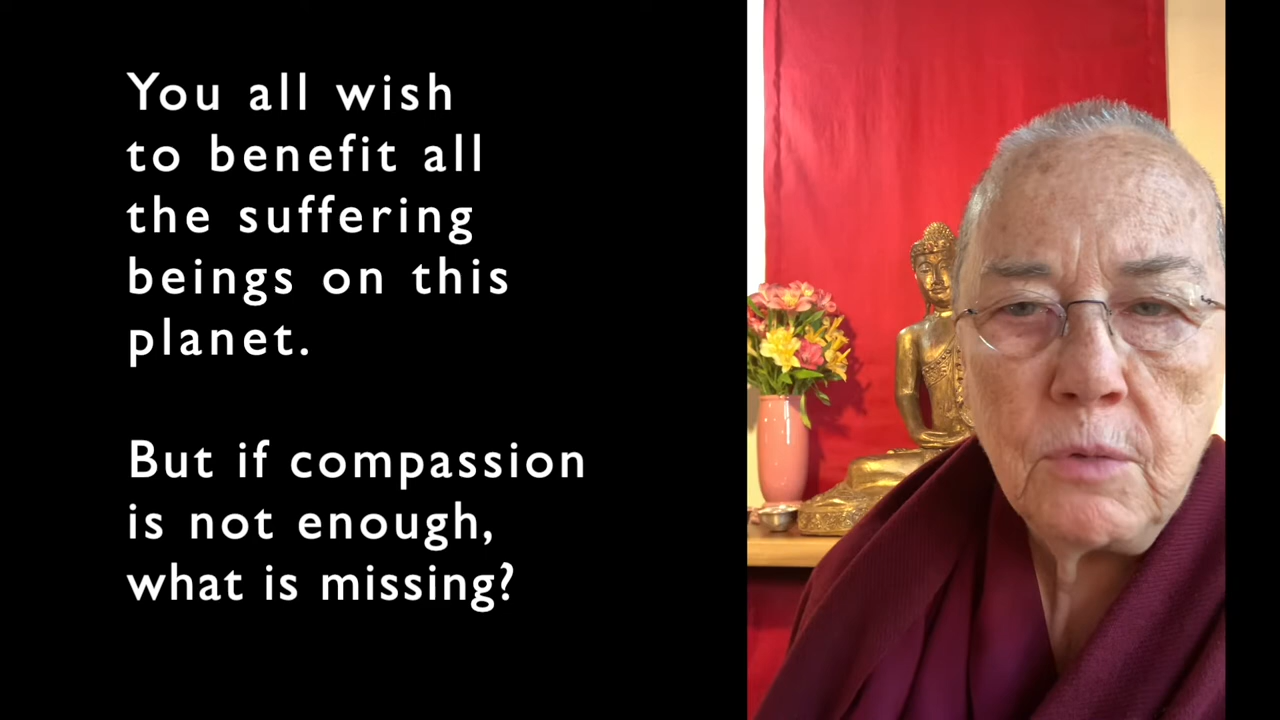 You all wish
to benefit all
the suffering
beings on this
planet.
But if compassion
is not enough,
what is missing?